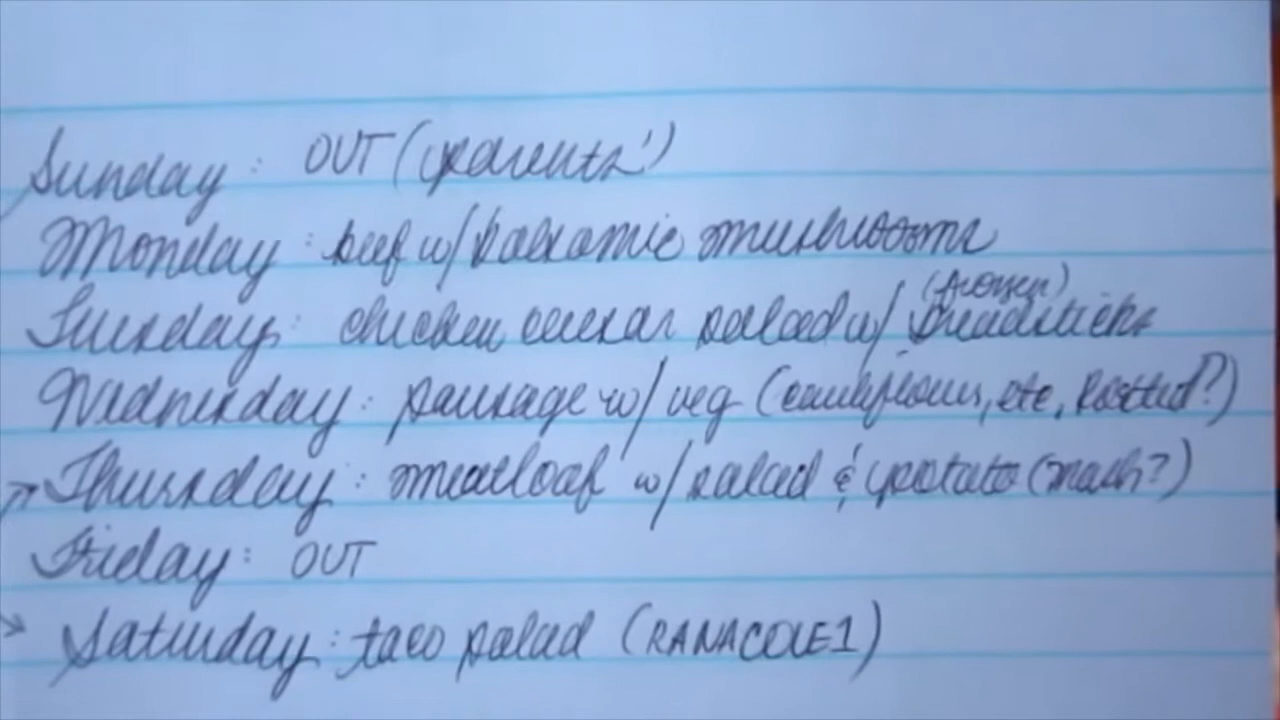 Sunday: OUT (parents')
Monday: beef w/ balsamic mushrooms
Tuesday: chicken caesar salad w/ (frozen) breadsticks
Wednesday: sausage w/ veg (cauliflower, etc, Roasted?)
→ Thursday: meatloaf w/ salad & potato (mash?)
Friday: OUT
→ Saturday: taco salad (RANACOLE1)